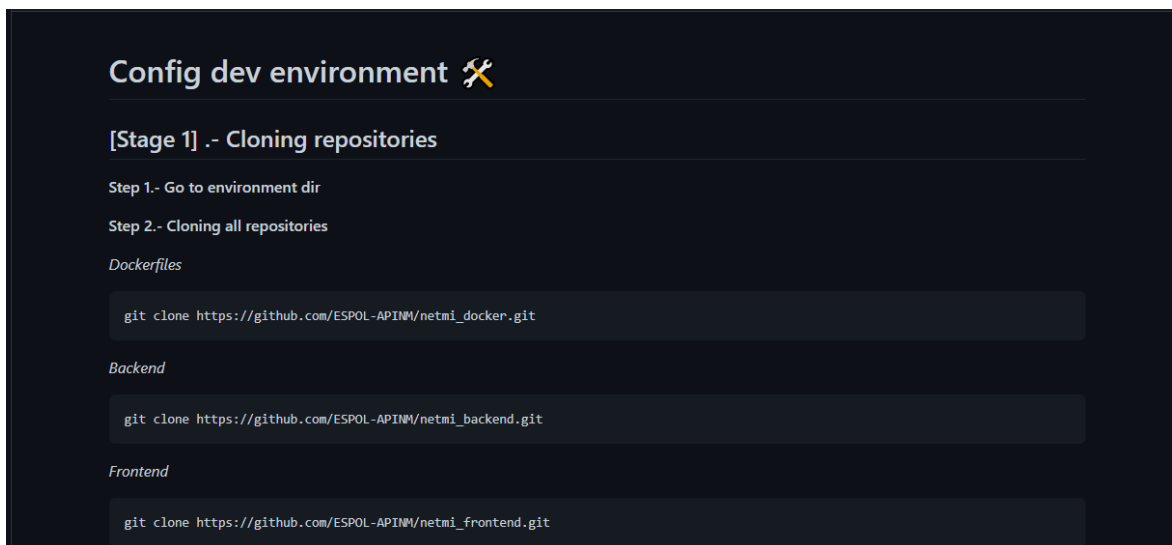 Config dev environment 🛠️
[Stage 1] .- Cloning repositories
Step 1.- Go to environment dir
Step 2.- Cloning all repositories
Dockerfiles
git clone https://github.com/ESPOL-APINM/netmi_docker.git
Backend
git clone https://github.com/ESPOL-APINM/netmi_backend.git
Frontend
git clone https://github.com/ESPOL-APINM/netmi_frontend.git